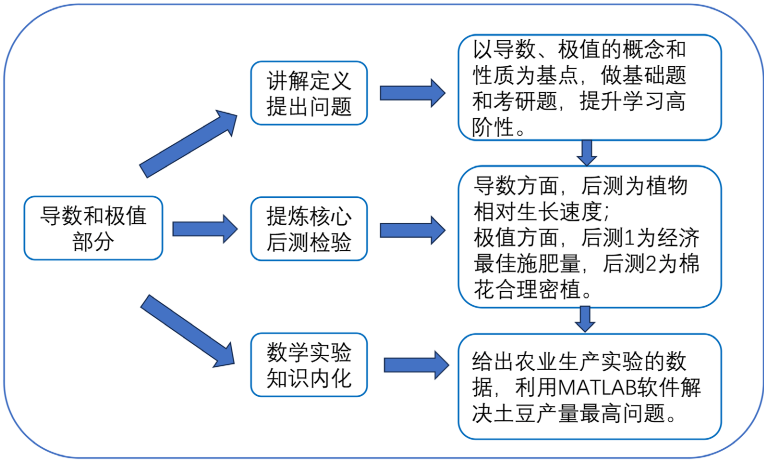 导数和极值
部分
讲解定义
提出问题
以导数、极值的概念和
性质为基点，做基础题
和考研题，提升学习高
阶性。
提炼核心
后测检验
导数方面，后测为植物
相对生长速度；
极值方面，后测1为经济
最佳施肥量，后测2为棉
花合理密植。
数学实验
知识内化
给出农业生产实验的数
据，利用MATLAB软件解
决土豆产量最高问题。